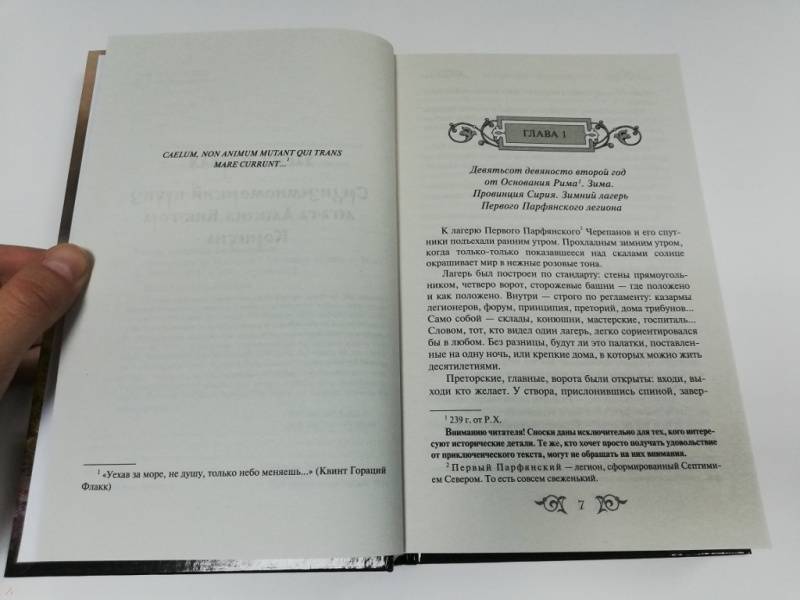 CAELUM, NON ANIMUM MUTANT QUI TRANS
MARE CURRUNT...1
1 «Уехав за море, не душу, только небо меняешь...» (Квинт Гораций
Флакк)
ГЛАВА 1
Девятьсот девяносто второй год
от Основания Рима1. Зима.
Провинция Сирия. Зимний лагерь
Первого Парфянского легиона
К лагерю Первого Парфянского2 Черепанов и его спут-
ники подъехали ранним утром. Прохладным зимним утром,
когда только-только показавшееся над скалами солнце
окрашивает мир в нежные розовые тона.
Лагерь был построен по стандарту: стены прямоуголь-
ником, четверо ворот, сторожевые башни — где положено
и как положено. Внутри — строго по регламенту: казармы
легионеров, форум, принципия, преторий, дома трибунов...
Само собой — склады, конюшни, мастерские, госпиталь...
Словом, тот, кто видел один лагерь, легко сориентировался
бы в любом. Без разницы, будут ли это палатки, поставлен-
ные на одну ночь, или крепкие дома, в которых можно жить
десятилетиями.
Преторские, главные, ворота были открыты: входи, вы-
ходи кто желает. У створа, прислонившись спиной, завер-
1 239 г. от Р.Х.
Вниманию читателя! Сноски даны исключительно для тех, кого интере-
суют исторические детали. Те же, кто хочет просто получать удовольствие
от приключенческого текста, могут не обращать на них внимания.
2 Первый Парфянский — легион, сформированный Септими-
ем Севером. То есть совсем свеженький.
7